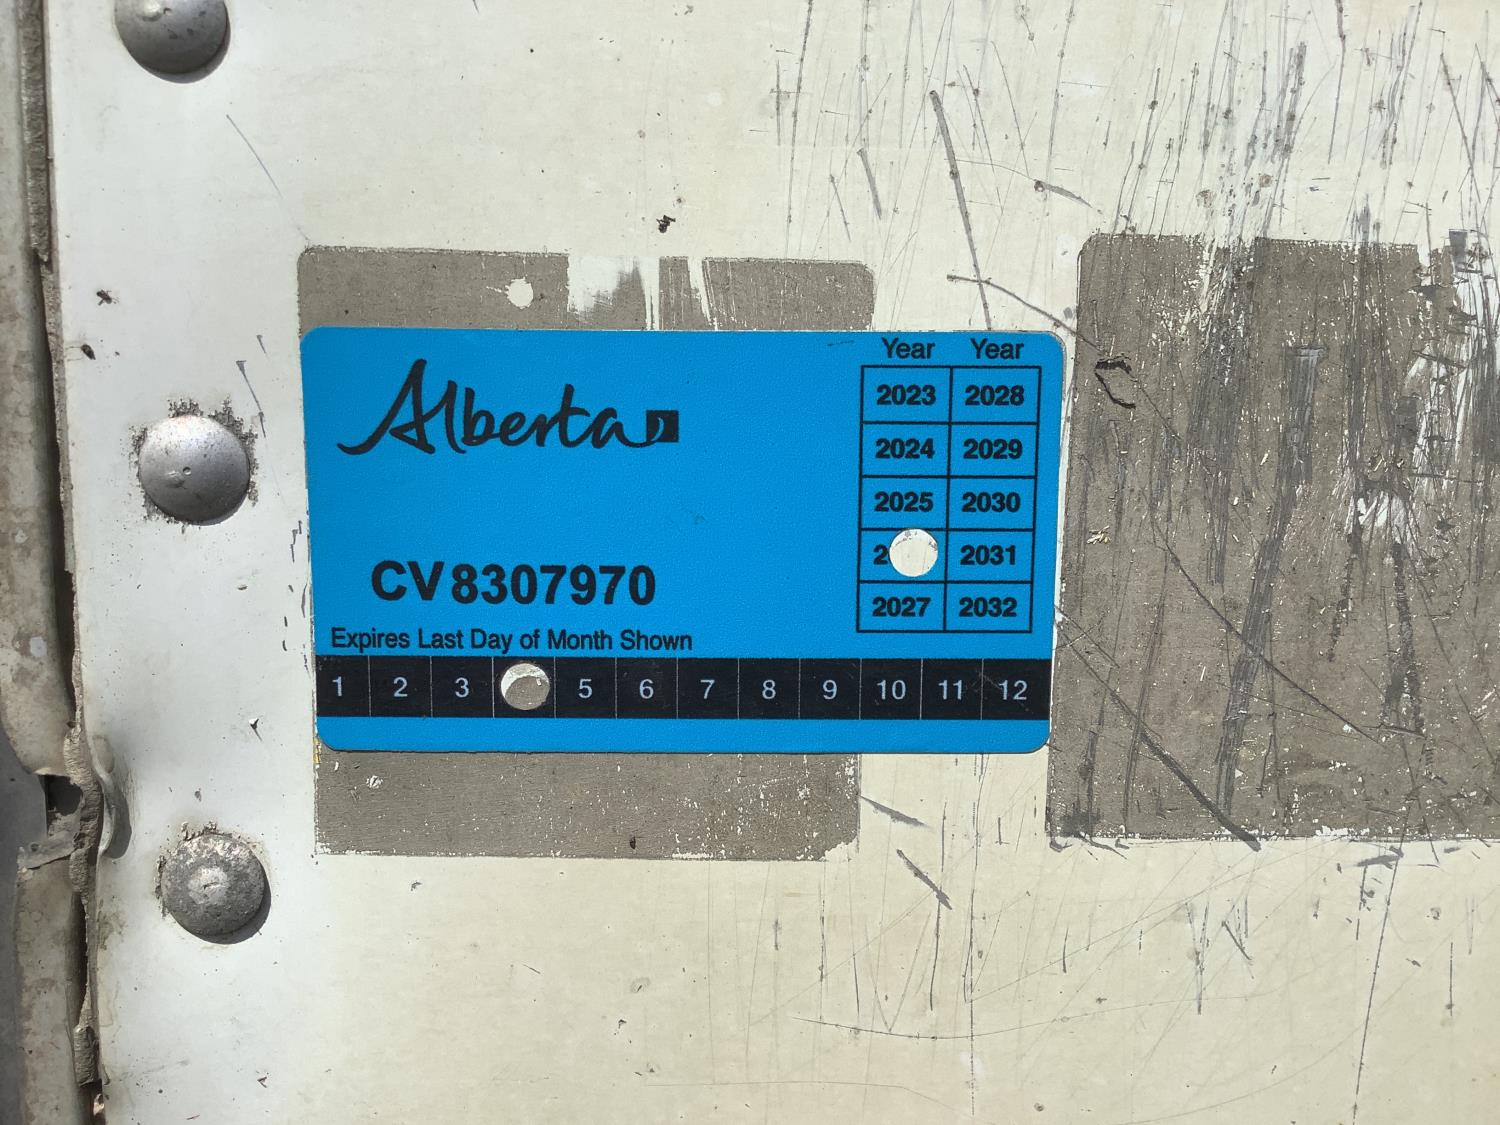 Alberta
Year Year
2023 2028
2024 2029
2025 2030
2 2031
2027 2032
CV8307970
Expires Last Day of Month Shown
1 2 3 5 6 7 8 9 10 11 12